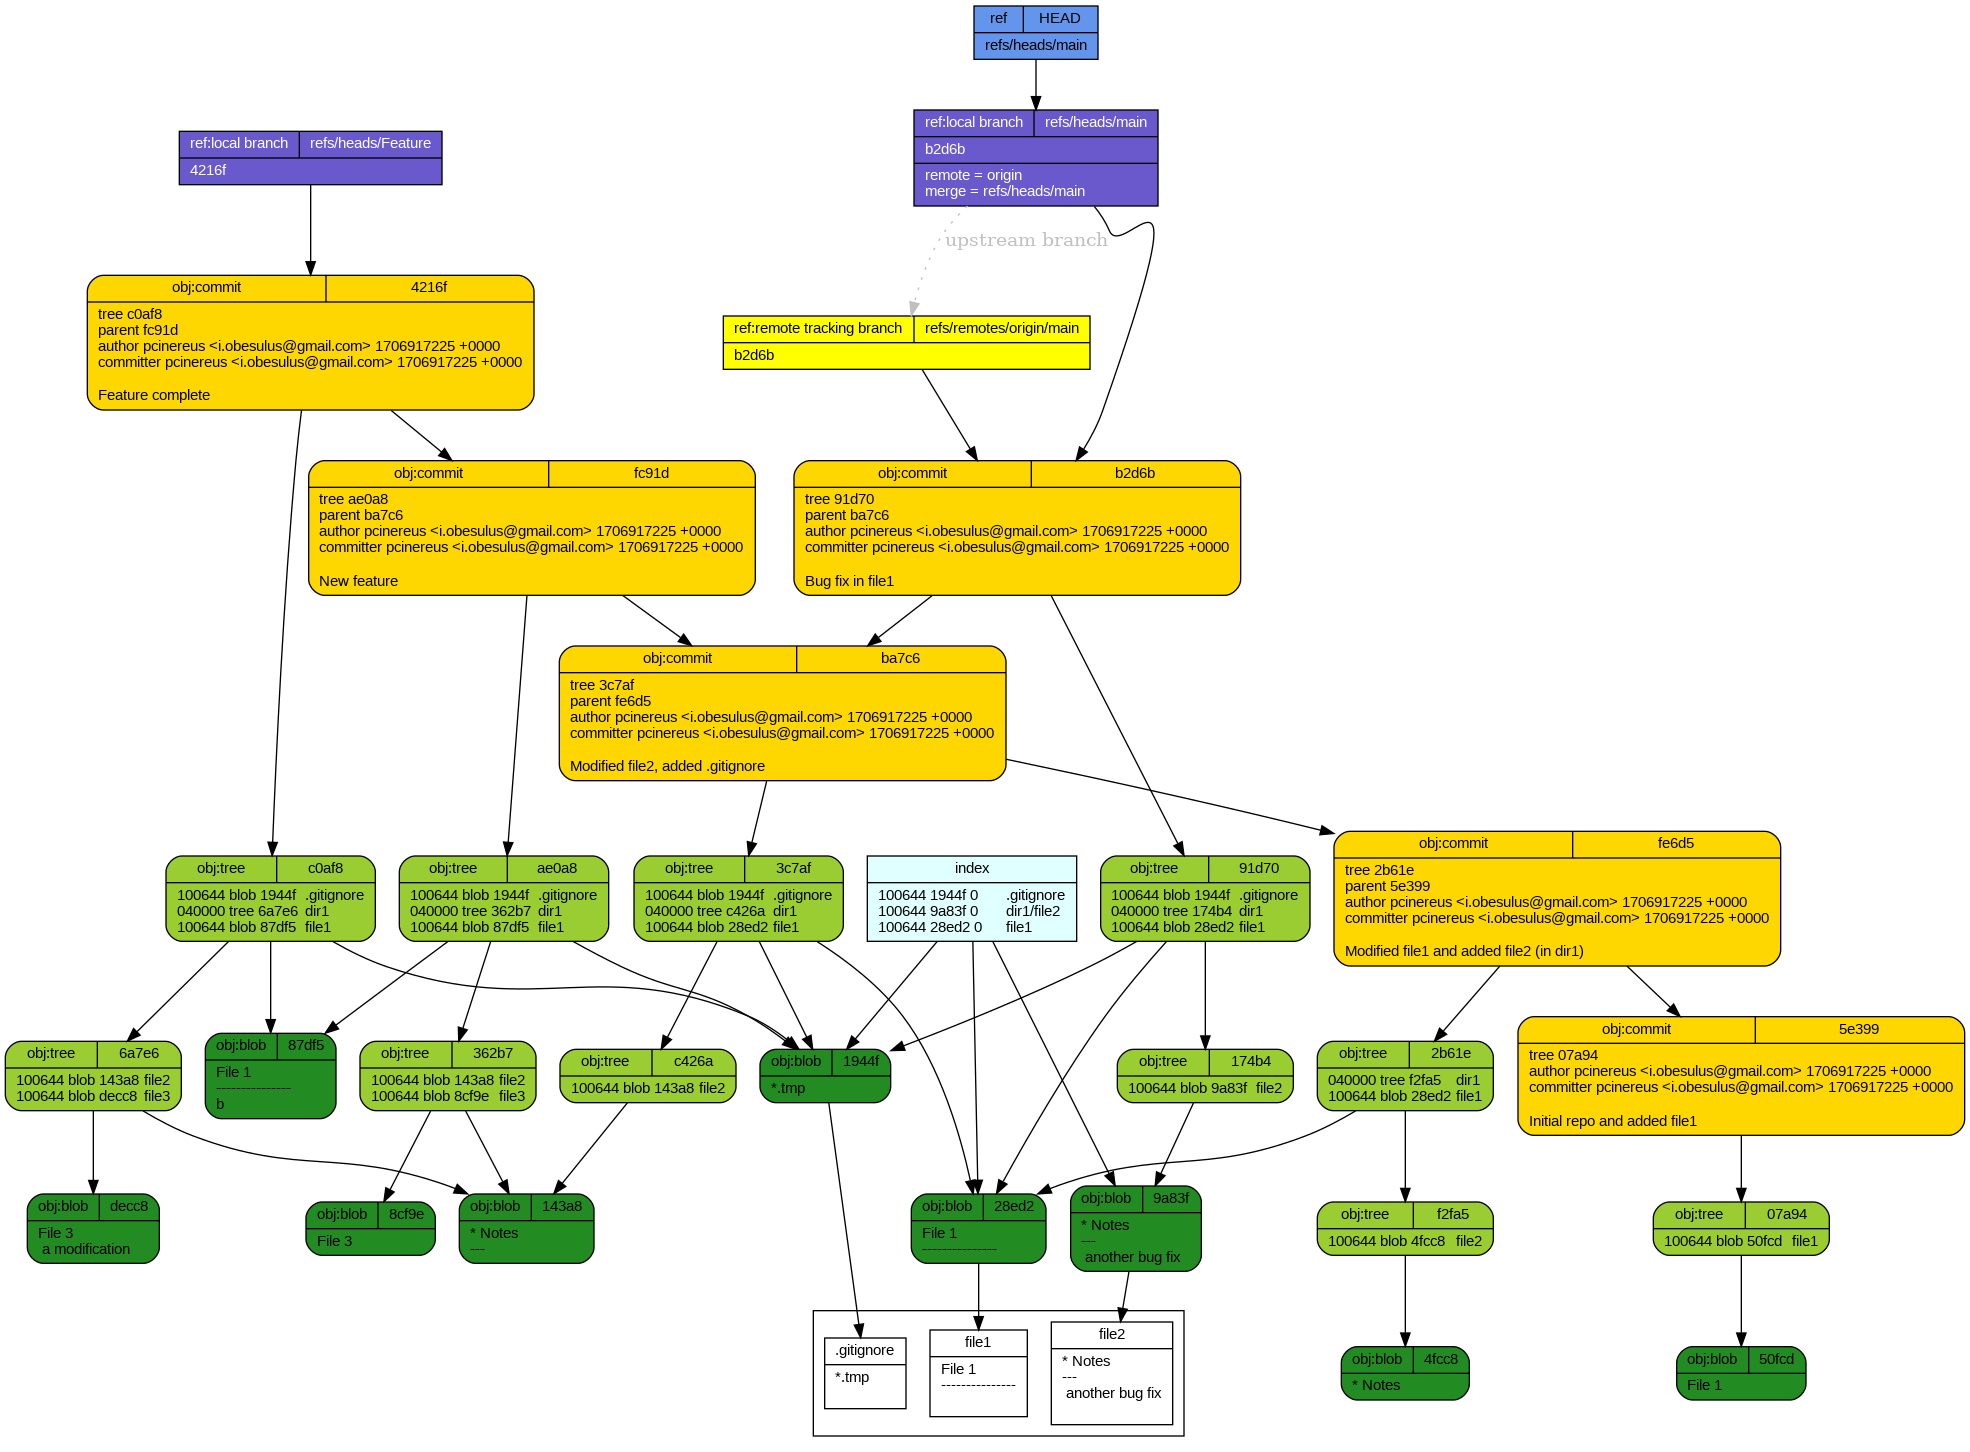 ref HEAD
refs/heads/main
ref:local branch refs/heads/main
b2d6b
remote = origin
merge = refs/heads/main
ref:local branch refs/heads/Feature
4216f
upstream branch
obj:commit 4216f
tree c0af8
parent fc91d
author pcinereus <i.obesulus@gmail.com> 1706917225 +0000
committer pcinereus <i.obesulus@gmail.com> 1706917225 +0000
Feature complete
ref:remote tracking branch refs/remotes/origin/main
b2d6b
obj:commit fc91d
tree ae0a8
parent ba7c6
author pcinereus <i.obesulus@gmail.com> 1706917225 +0000
committer pcinereus <i.obesulus@gmail.com> 1706917225 +0000
New feature
obj:commit b2d6b
tree 91d70
parent ba7c6
author pcinereus <i.obesulus@gmail.com> 1706917225 +0000
committer pcinereus <i.obesulus@gmail.com> 1706917225 +0000
Bug fix in file1
obj:commit ba7c6
tree 3c7af
parent fe6d5
author pcinereus <i.obesulus@gmail.com> 1706917225 +0000
committer pcinereus <i.obesulus@gmail.com> 1706917225 +0000
Modified file2, added .gitignore
obj:tree c0af8
100644 blob 1944f .gitignore
040000 tree 6a7e6 dir1
100644 blob 87df5 file1
obj:tree ae0a8
100644 blob 1944f .gitignore
040000 tree 362b7 dir1
100644 blob 87df5 file1
obj:tree 3c7af
100644 blob 1944f .gitignore
040000 tree c426a dir1
100644 blob 28ed2 file1
index
100644 1944f 0 .gitignore
100644 9a83f 0 dir1/file2
100644 28ed2 0 file1
obj:tree 91d70
100644 blob 1944f .gitignore
040000 tree 174b4 dir1
100644 blob 28ed2 file1
obj:commit fe6d5
tree 2b61e
parent 5e399
author pcinereus <i.obesulus@gmail.com> 1706917225 +0000
committer pcinereus <i.obesulus@gmail.com> 1706917225 +0000
Modified file1 and added file2 (in dir1)
obj:tree 6a7e6
100644 blob 143a8 file2
100644 blob decc8 file3
obj:blob 87df5
File 1
---------------
b
obj:tree 362b7
100644 blob 143a8 file2
100644 blob 8cf9e file3
obj:tree c426a
100644 blob 143a8 file2
obj:blob 1944f
*.tmp
obj:tree 174b4
100644 blob 9a83f file2
obj:tree 2b61e
040000 tree f2fa5 dir1
100644 blob 28ed2 file1
obj:commit 5e399
tree 07a94
author pcinereus <i.obesulus@gmail.com> 1706917225 +0000
committer pcinereus <i.obesulus@gmail.com> 1706917225 +0000
Initial repo and added file1
obj:blob decc8
File 3
a modification
obj:blob 8cf9e
File 3
obj:blob 143a8
* Notes
---
obj:blob 28ed2
File 1
---------------
obj:blob 9a83f
* Notes
---
another bug fix
obj:tree f2fa5
100644 blob 4fcc8 file2
obj:tree 07a94
100644 blob 50fcd file1
.gitignore
*.tmp
file1
File 1
---------------
file2
* Notes
---
another bug fix
obj:blob 4fcc8
* Notes
obj:blob 50fcd
File 1